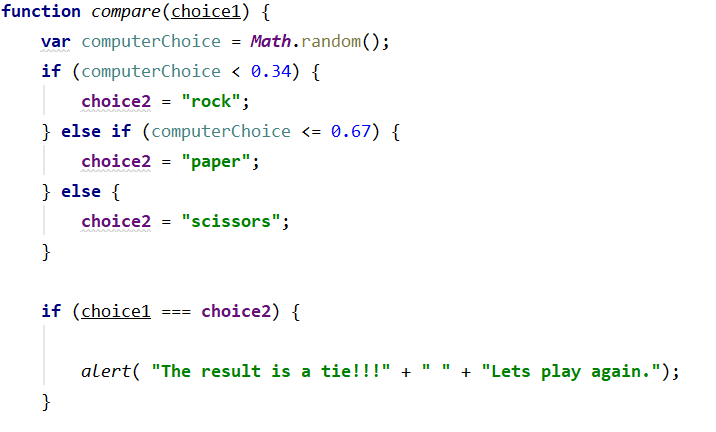 function compare(choice1) {
    var computerChoice = Math.random();
    if (computerChoice < 0.34) {
        choice2 = "rock";
    } else if (computerChoice <= 0.67) {
        choice2 = "paper";
    } else {
        choice2 = "scissors";
    }

    if (choice1 === choice2) {

        alert( "The result is a tie!!!" + " " + "Lets play again.");
    }